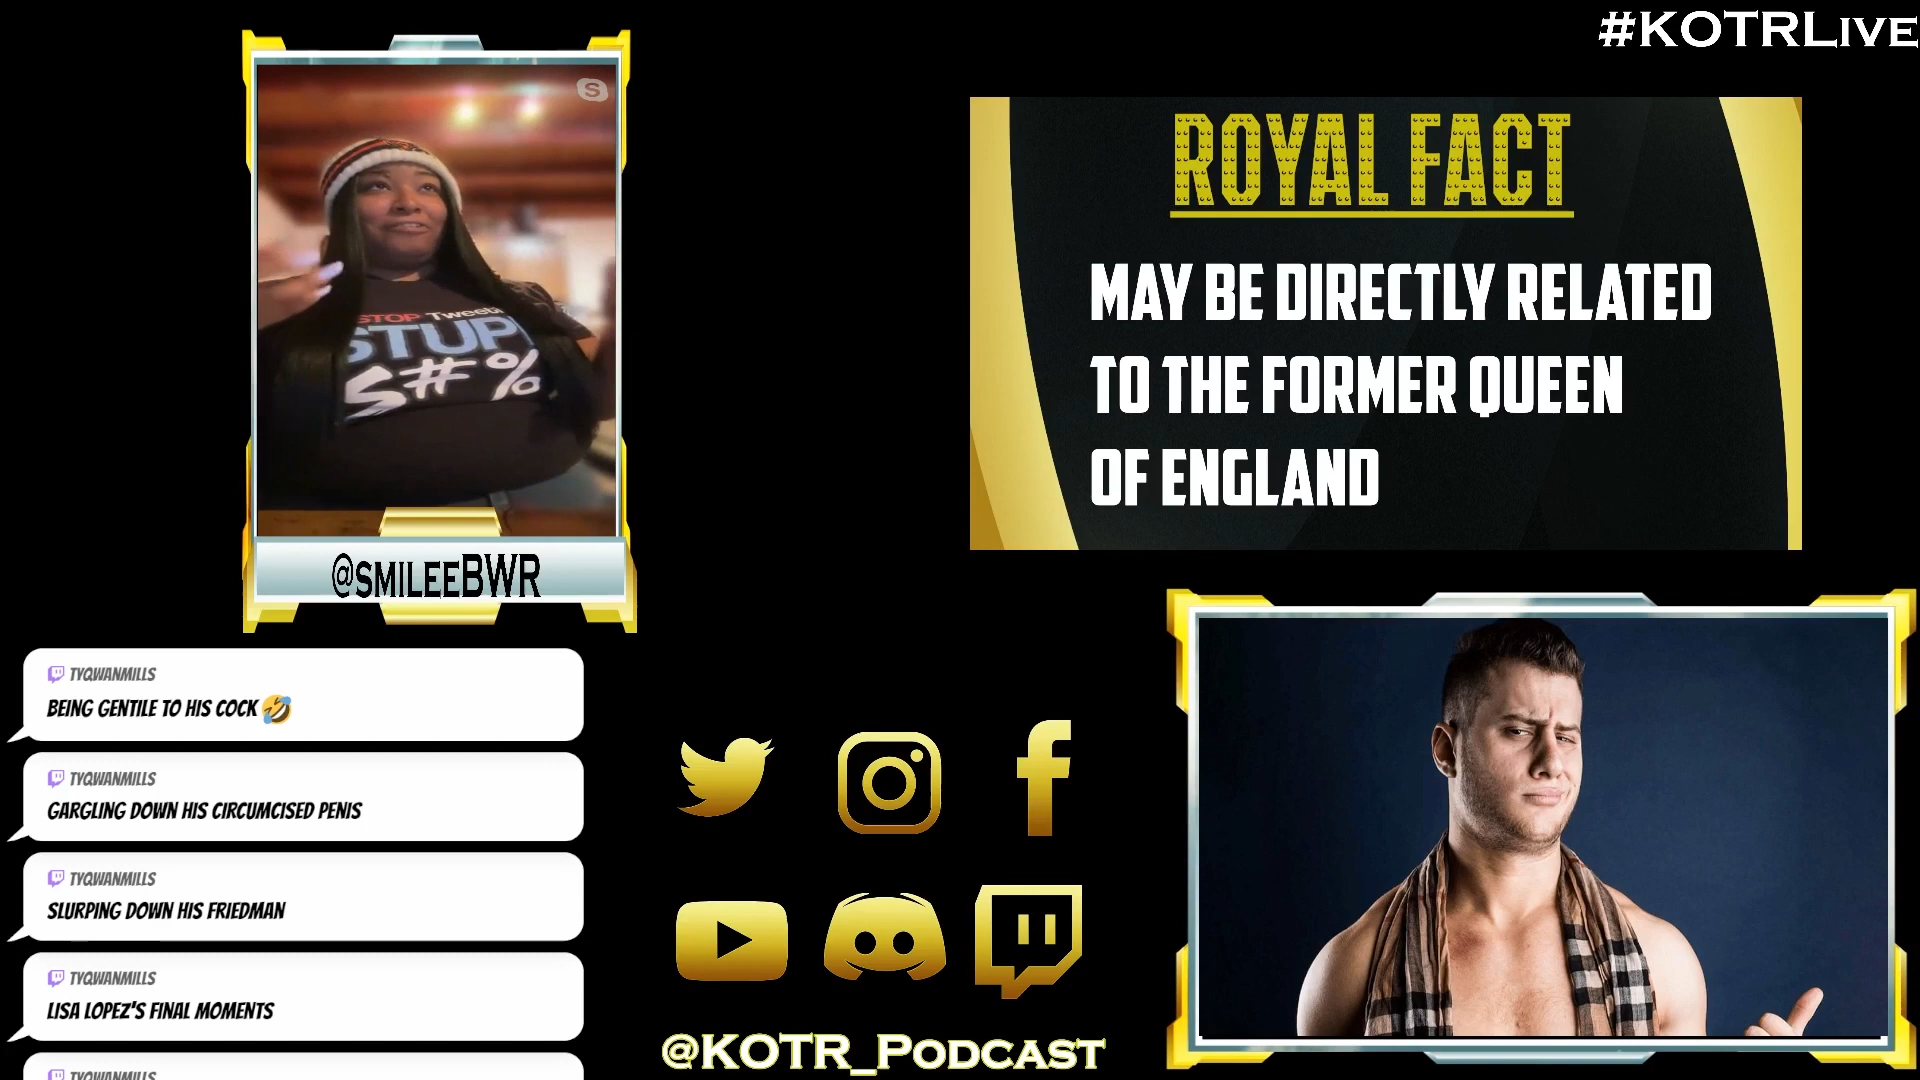 #KOTRLIVE
ROYAL FACT
MAY BE DIRECTLY RELATED
TO THE FORMER QUEEN
OF ENGLAND
STOP Tweeti
STUPI
S#%
@SMILEEBWR
TYQWANMILLS
BEING GENTILE TO HIS COCK🤣
TYQWANMILLS
GARGLING DOWN HIS CIRCUMCISED PENIS
TYQWANMILLS
SLURPING DOWN HIS FRIEDMAN
TYQWANMILLS
LISA LOPEZ'S FINAL MOMENTS
TYQWANMILLS
@KOTR_PODCAST